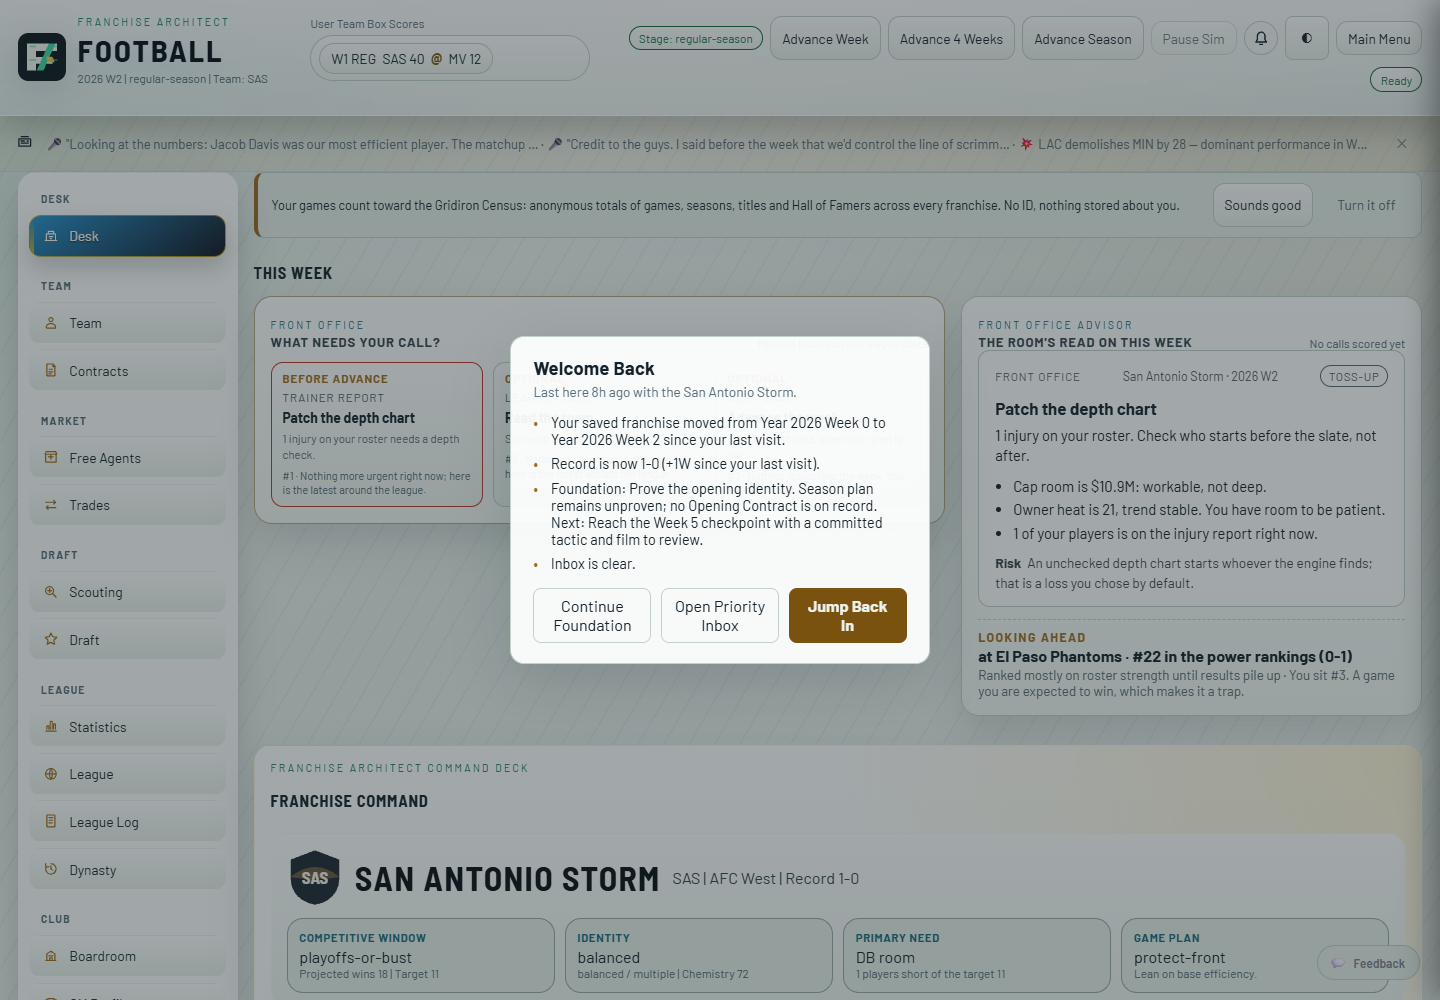 FRANCHISE ARCHITECT
FOOTBALL
2026 W2 | regular-season | Team: SAS
User Team Box Scores
W1 REG SAS 40 @ MV 12
Stage: regular-season
Advance Week
Advance 4 Weeks
Advance Season
Pause Sim
Main Menu
Ready
"Looking at the numbers: Jacob Davis was our most efficient player. The matchup ... · "Credit to the guys. I said before the week that we'd control the line of scrimm... · LAC demolishes MIN by 28 — dominant performance in W...
DESK
Desk
TEAM
Team
Contracts
MARKET
Free Agents
Trades
DRAFT
Scouting
Draft
LEAGUE
Statistics
League
League Log
Dynasty
CLUB
Boardroom
Your games count toward the Gridiron Census: anonymous totals of games, seasons, titles and Hall of Famers across every franchise. No ID, nothing stored about you.
Sounds good
Turn it off
THIS WEEK
FRONT OFFICE
WHAT NEEDS YOUR CALL?
BEFORE ADVANCE
TRAINER REPORT
Patch the depth chart
1 injury on your roster needs a depth
check.
#1 · Nothing more urgent right now; here
is the latest around the league.
Welcome Back
Last here 8h ago with the San Antonio Storm.
• Your saved franchise moved from Year 2026 Week 0 to
Year 2026 Week 2 since your last visit.
• Record is now 1-0 (+1W since your last visit).
• Foundation: Prove the opening identity. Season plan
remains unproven; no Opening Contract is on record.
Next: Reach the Week 5 checkpoint with a committed
tactic and film to review.
• Inbox is clear.
Continue
Foundation
Open Priority
Inbox
Jump Back
In
FRONT OFFICE ADVISOR
THE ROOM'S READ ON THIS WEEK
No calls scored yet
FRONT OFFICE
San Antonio Storm · 2026 W2
TOSS-UP
Patch the depth chart
1 injury on your roster. Check who starts before the slate, not
after.
• Cap room is $10.9M: workable, not deep.
• Owner heat is 21, trend stable. You have room to be patient.
• 1 of your players is on the injury report right now.
Risk An unchecked depth chart starts whoever the engine finds;
that is a loss you chose by default.
LOOKING AHEAD
at El Paso Phantoms · #22 in the power rankings (0-1)
Ranked mostly on roster strength until results pile up · You sit #3. A game
you are expected to win, which makes it a trap.
FRANCHISE ARCHITECT COMMAND DECK
FRANCHISE COMMAND
SAS
SAN ANTONIO STORM
SAS | AFC West | Record 1-0
COMPETITIVE WINDOW
playoffs-or-bust
Projected wins 18 | Target 11
IDENTITY
balanced
balanced / multiple | Chemistry 72
PRIMARY NEED
DB room
1 players short of the target 11
GAME PLAN
protect-front
Lean on base efficiency.
Feedback